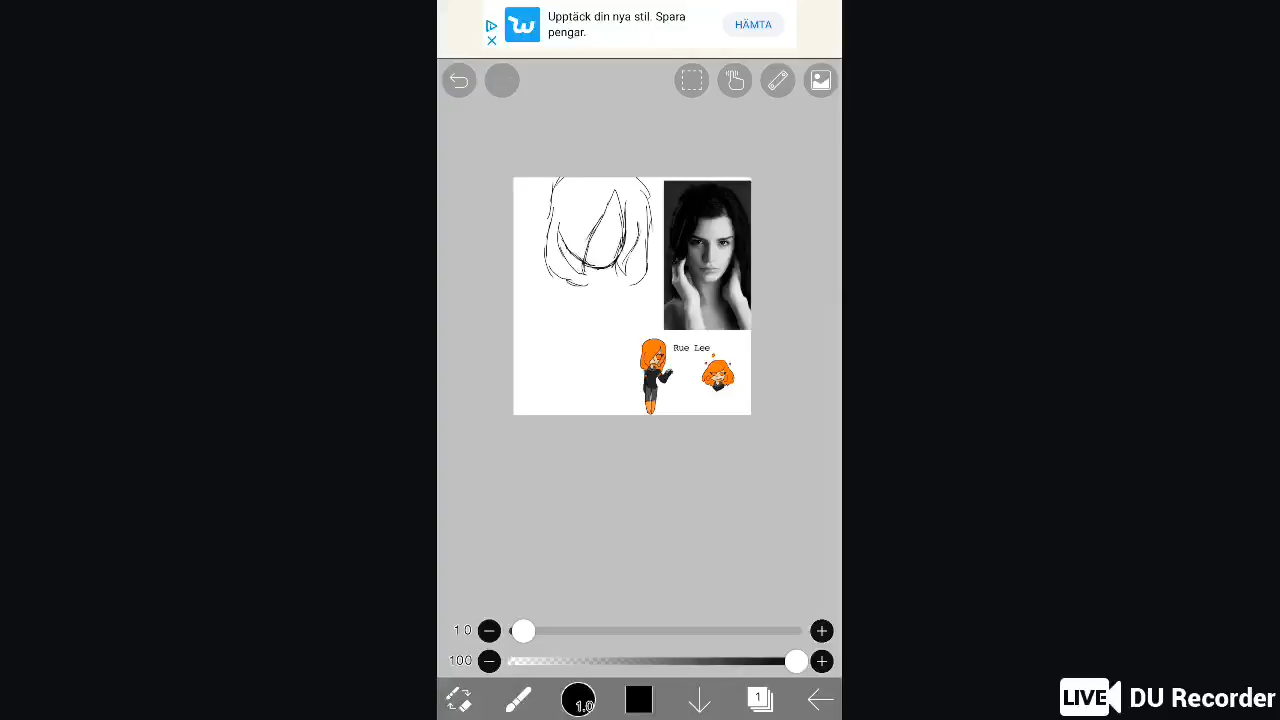 Upptäck din nya stil. Spara
pengar.
HÄMTA
Rue Lee
1.0
100
1.0
1
LIVE DU Recorder